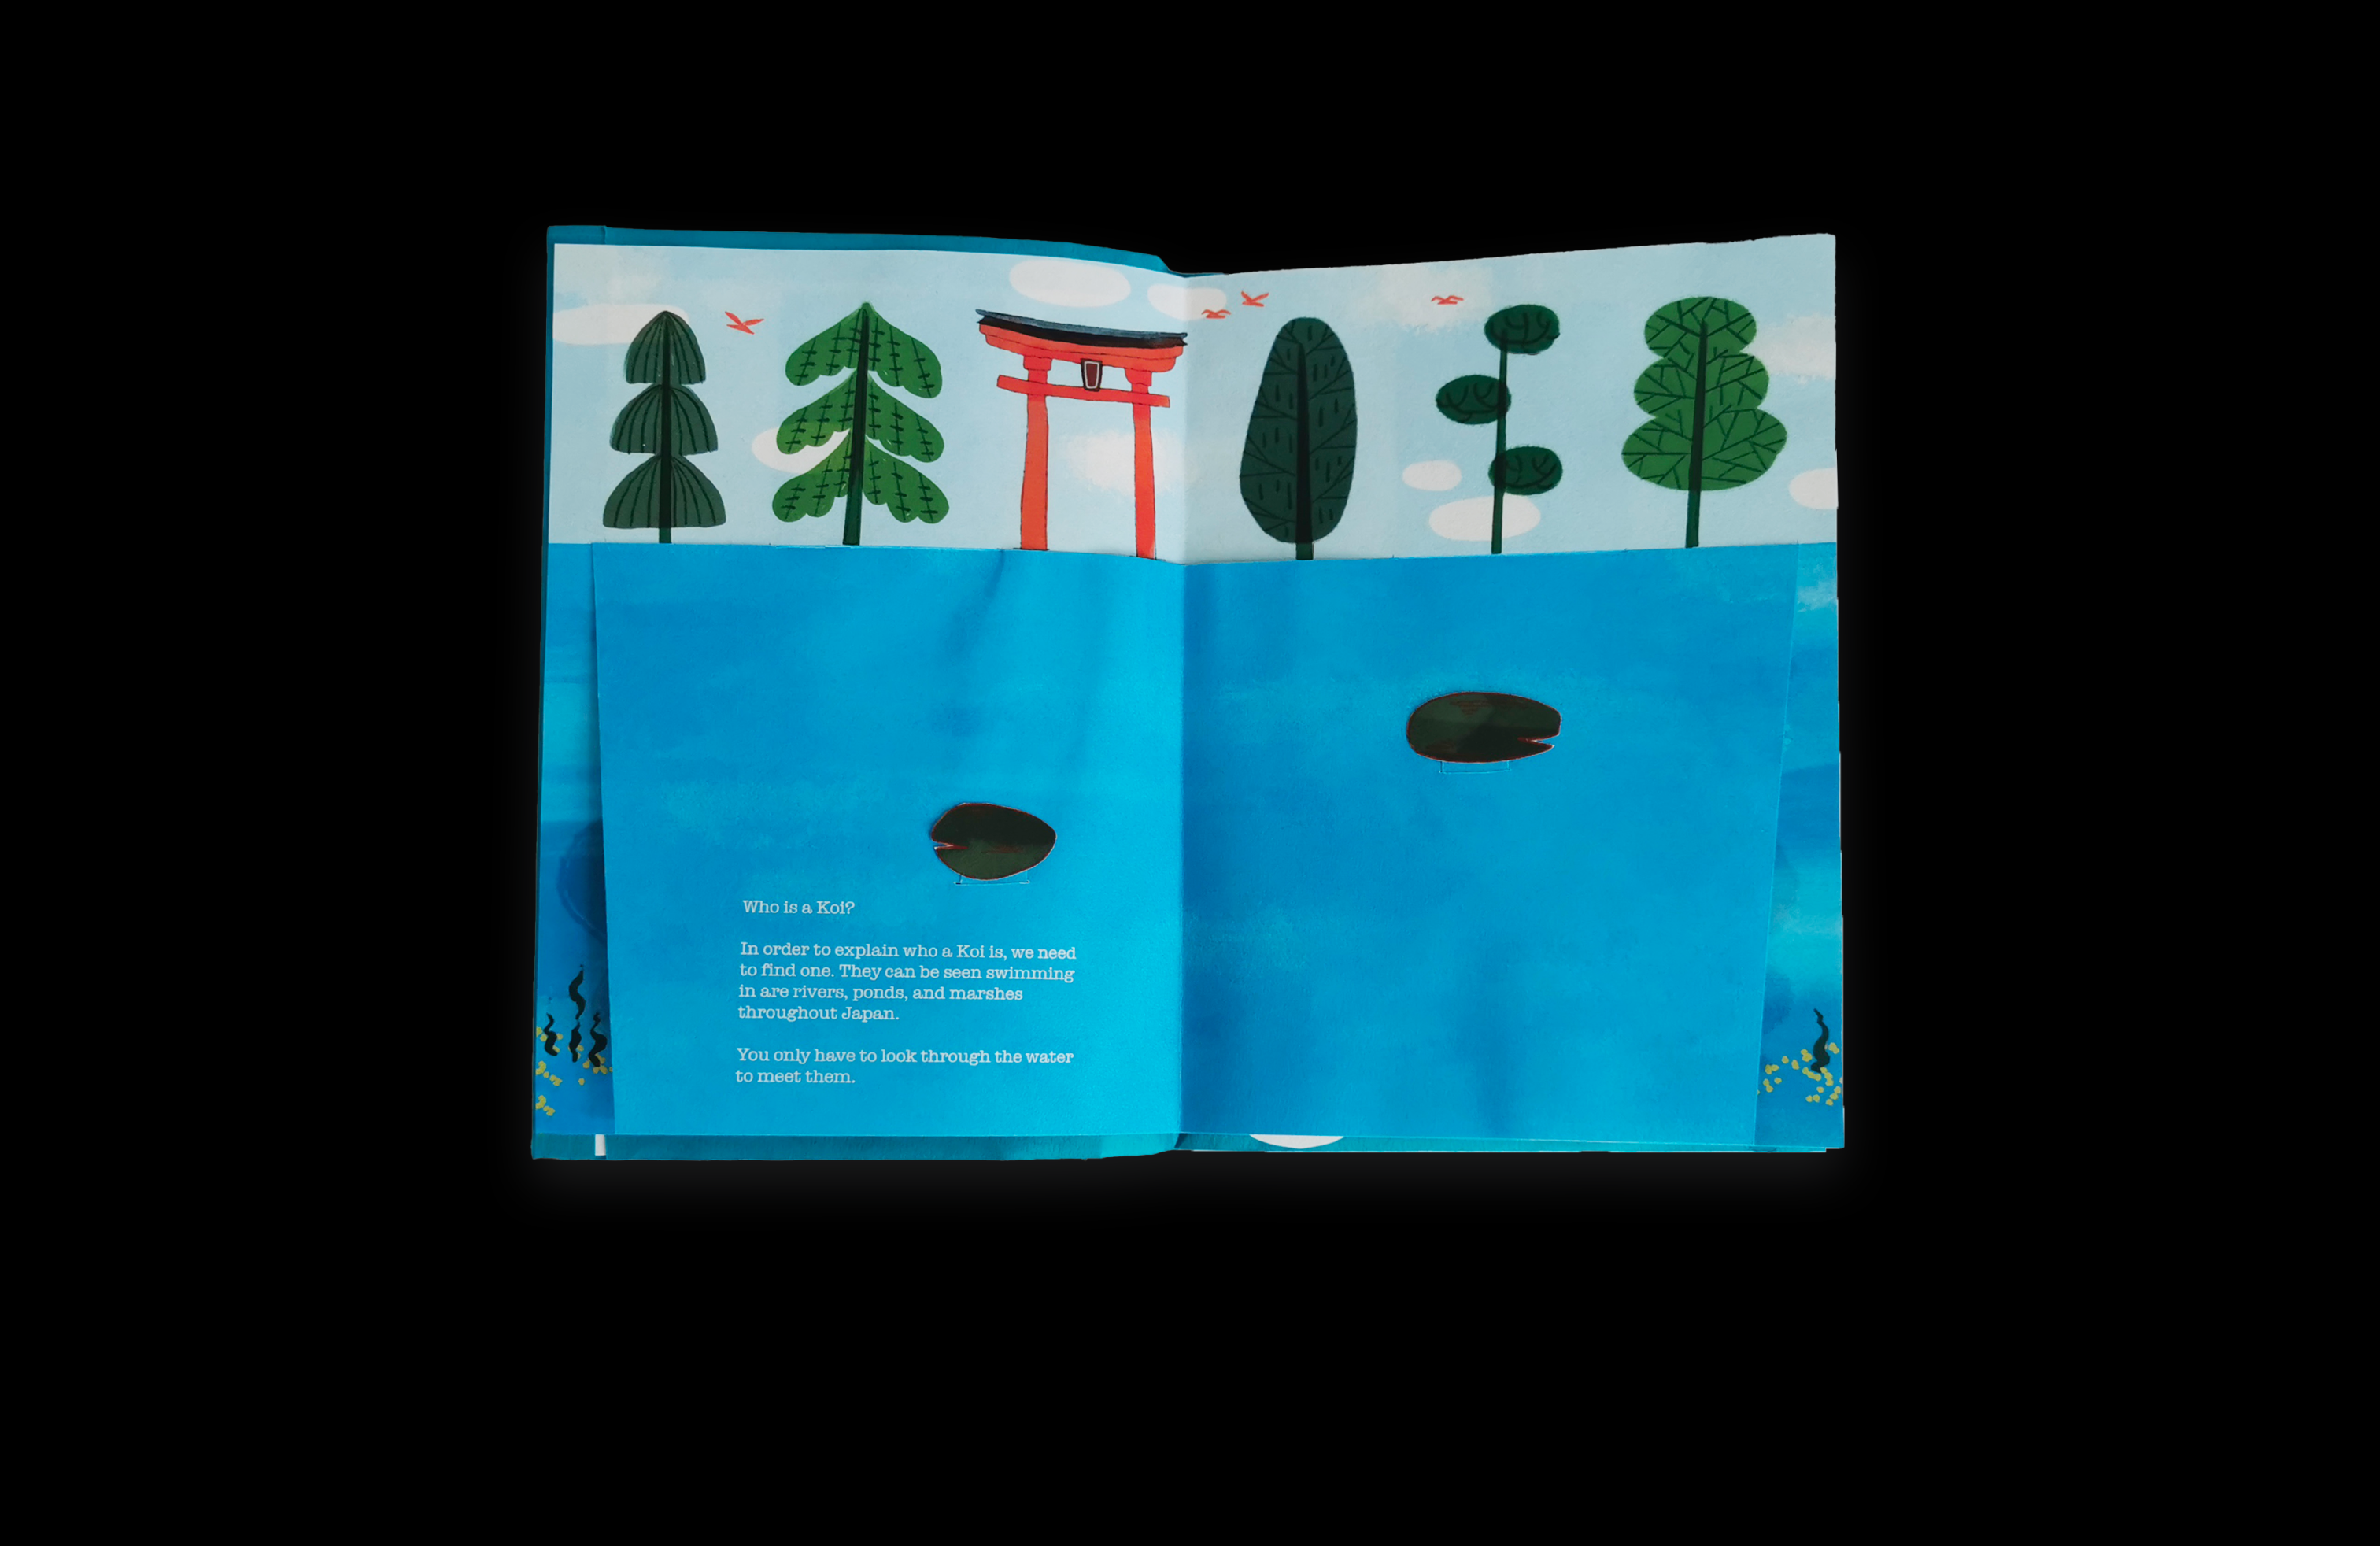 Who is a Koi?
In order to explain who a Koi is, we need
to find one. They can be seen swimming
in are rivers, ponds, and marshes
throughout Japan.
You only have to look through the water
to meet them.